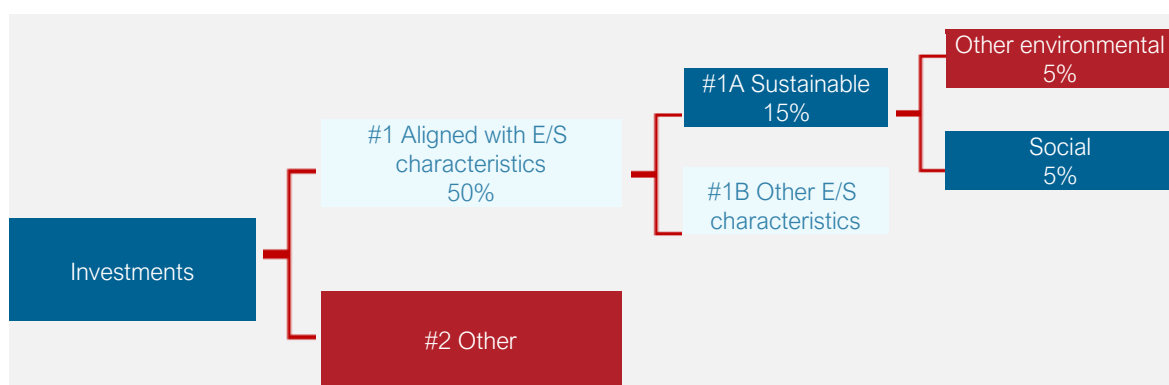 Other environmental
5%
#1A Sustainable
15%
#1 Aligned with E/S
characteristics
50%
Social
5%
#1B Other E/S
characteristics
Investments
#2 Other